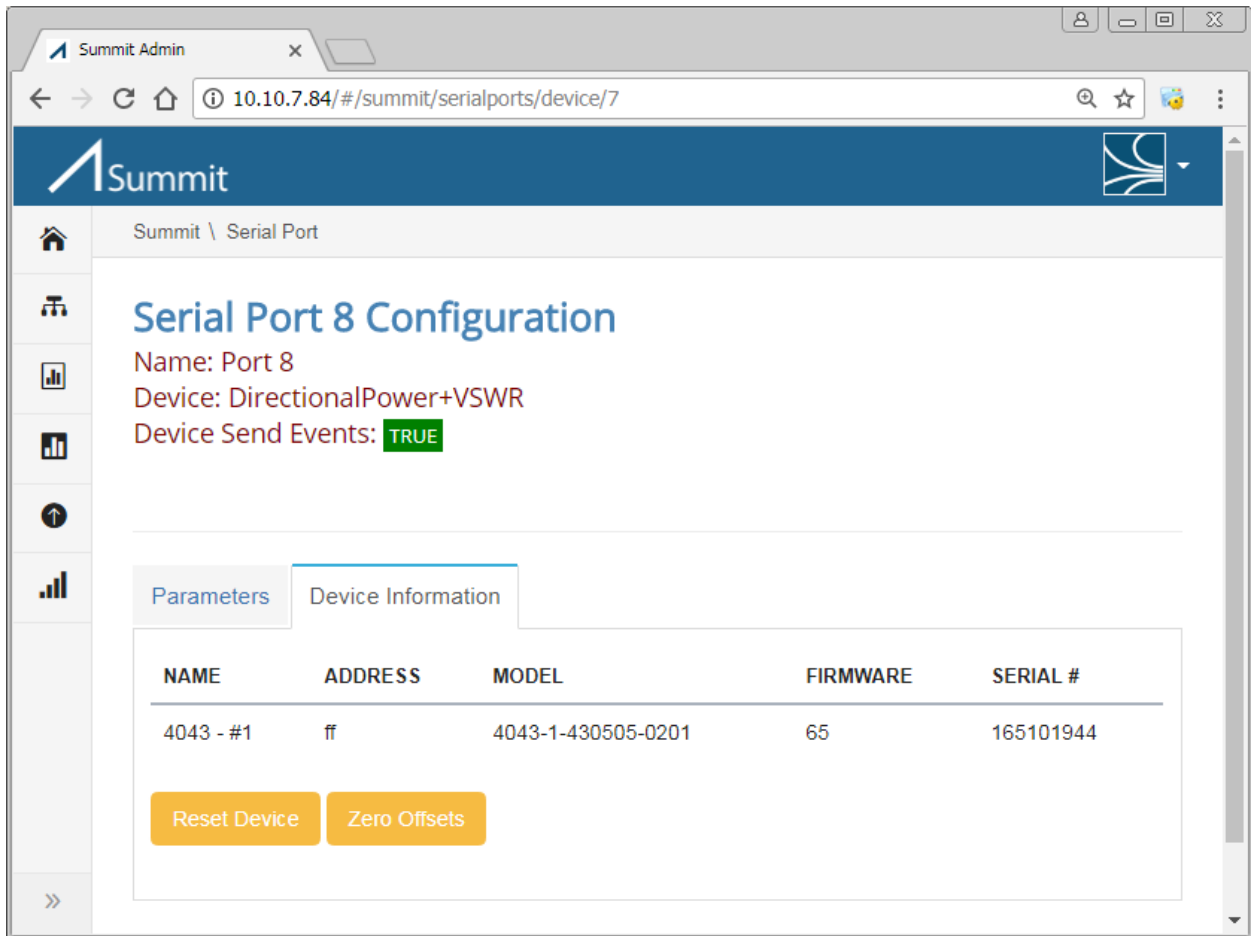 Summit Admin
10.10.7.84/#/summit/serialports/device/7
Summit
Summit \ Serial Port
Serial Port 8 Configuration
Name: Port 8
Device: DirectionalPower+VSWR
Device Send Events: TRUE
Parameters Device Information
NAME ADDRESS MODEL FIRMWARE SERIAL #
4043 - #1 ff 4043-1-430505-0201 65 165101944
Reset Device Zero Offsets